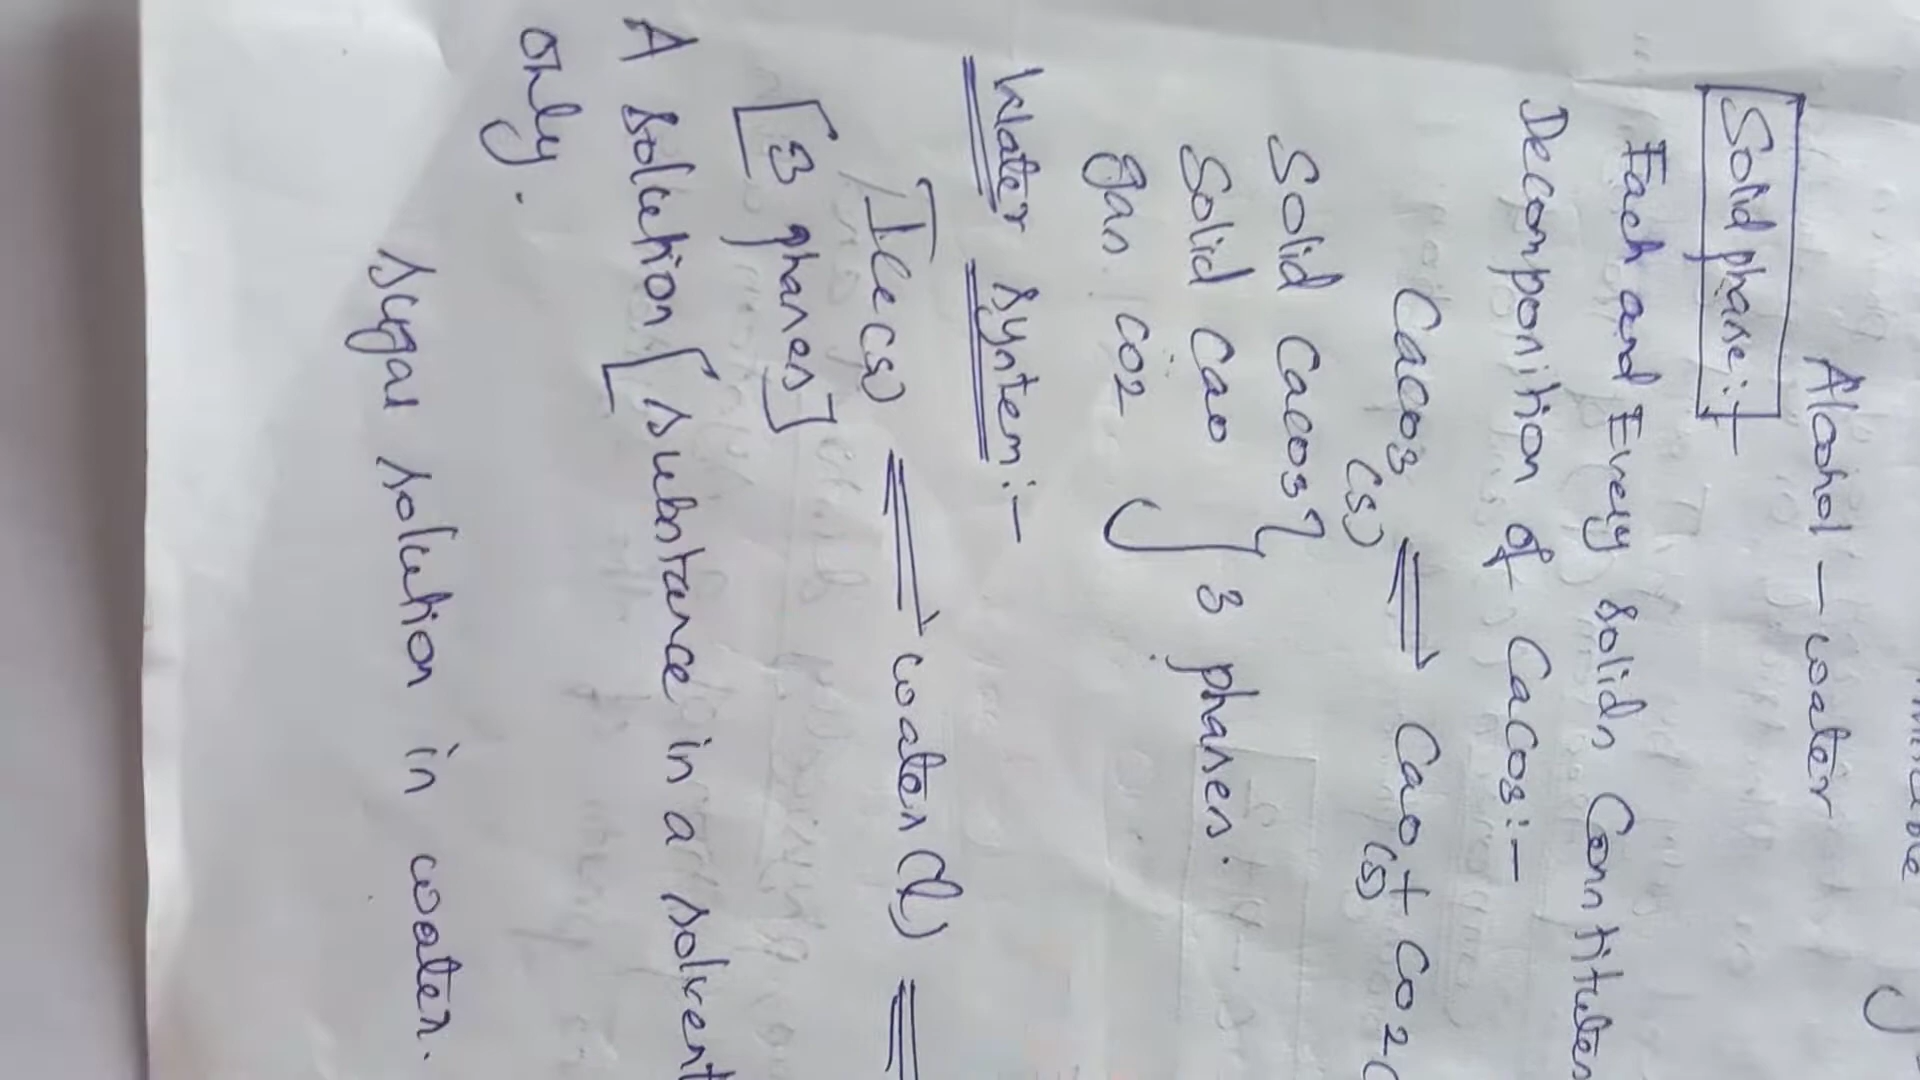 Alcohol - water
Solid phase:-
Each and Every solids Constitutes
Decomposition of CaCO3:-
CaCO3(s) ⇌ CaO(s) + CO2(
Solid CaCO3
Solid CaO
gas CO2 } 3 phases.
Water system:-
Ice(s) ⇌ water(l) ⇌
[3 phases]
A solution [substance in a solvent
only.
sugar solution in water.